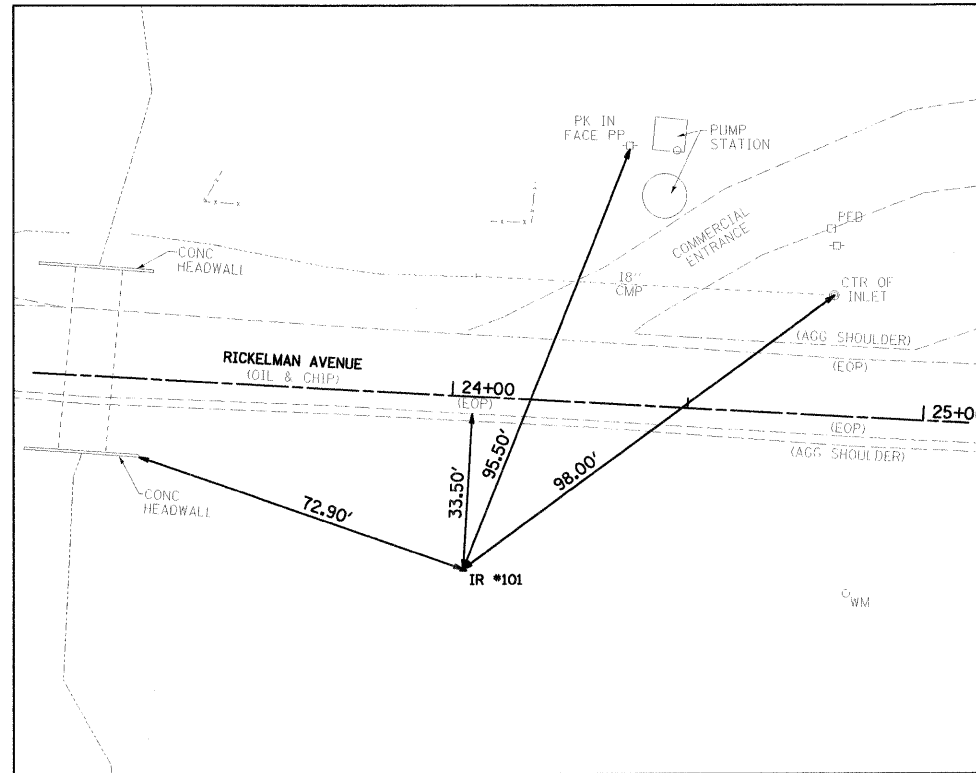 PK IN
FACE PP
PUMP
STATION
COMMERCIAL
ENTRANCE
PED
CONC
HEADWALL
18"
CMP
CTR OF
INLET
(AGG SHOULDER)
(EOP)
RICKELMAN AVENUE
(OIL & CHIP)
24+00
(EOP)
25+0
(EOP)
(AGG SHOULDER)
CONC
HEADWALL
72.90'
33.50'
95.50'
98.00'
IR #101
WM